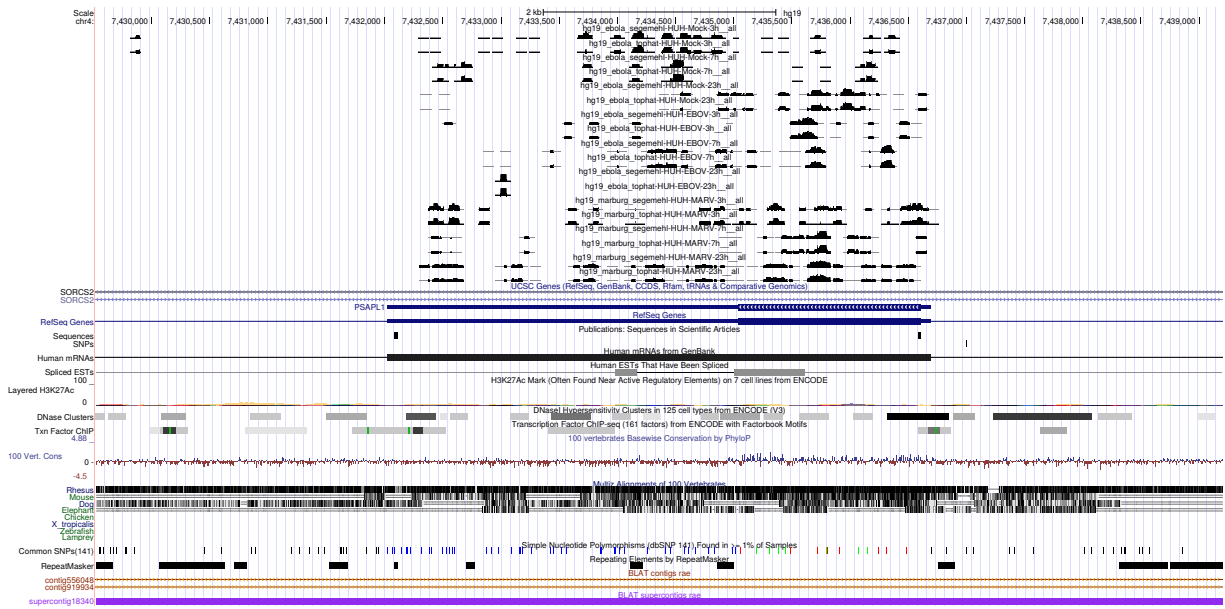 Scale 2 kb hg19
chr4: 7,430,000 7,430,500 7,431,000 7,431,500 7,432,000 7,432,500 7,433,000 7,433,500 7,434,000 7,434,500 7,435,000 7,435,500 7,436,000 7,436,500 7,437,000 7,437,500 7,438,000 7,438,500 7,439,000
hg19_ebola_segemehl-HUH-Mock-3h__all
hg19_ebola_tophat-HUH-Mock-3h__all
hg19_ebola_segemehl-HUH-Mock-7h__all
hg19_ebola_tophat-HUH-Mock-7h__all
hg19_ebola_segemehl-HUH-Mock-23h__all
hg19_ebola_tophat-HUH-Mock-23h__all
hg19_ebola_segemehl-HUH-EBOV-3h__all
hg19_ebola_tophat-HUH-EBOV-3h__all
hg19_ebola_segemehl-HUH-EBOV-7h__all
hg19_ebola_tophat-HUH-EBOV-7h__all
hg19_ebola_segemehl-HUH-EBOV-23h__all
hg19_ebola_tophat-HUH-EBOV-23h__all
hg19_marburg_segemehl-HUH-MARV-3h__all
hg19_marburg_tophat-HUH-MARV-3h__all
hg19_marburg_segemehl-HUH-MARV-7h__all
hg19_marburg_tophat-HUH-MARV-7h__all
hg19_marburg_segemehl-HUH-MARV-23h__all
hg19_marburg_tophat-HUH-MARV-23h__all
UCSC Genes (RefSeq, GenBank, CCDS, Rfam, tRNAs & Comparative Genomics)
SORCS2
SORCS2
PSAPL1
RefSeq Genes
RefSeq Genes
Publications: Sequences in Scientific Articles
Sequences
SNPs
Human mRNAs from GenBank
Human mRNAs
Human ESTs That Have Been Spliced
Spliced ESTs
H3K27Ac Mark (Often Found Near Active Regulatory Elements) on 7 cell lines from ENCODE
100
Layered H3K27Ac
0
DNaseI Hypersensitivity Clusters in 125 cell types from ENCODE (V3)
DNase Clusters
Transcription Factor ChIP-seq (161 factors) from ENCODE with Factorbook Motifs
Txn Factor ChIP
100 vertebrates Basewise Conservation by PhyloP
4.88
100 Vert. Cons
0
-4.5
Multiz Alignments of 100 Vertebrates
Rhesus
Mouse
Dog
Elephant
Chicken
X_tropicalis
Zebrafish
Lamprey
Simple Nucleotide Polymorphisms (dbSNP 141) Found in >= 1% of Samples
Common SNPs(141)
Repeating Elements by RepeatMasker
RepeatMasker
BLAT contigs rae
contig556048
contig919934
BLAT supercontigs rae
supercontig18340